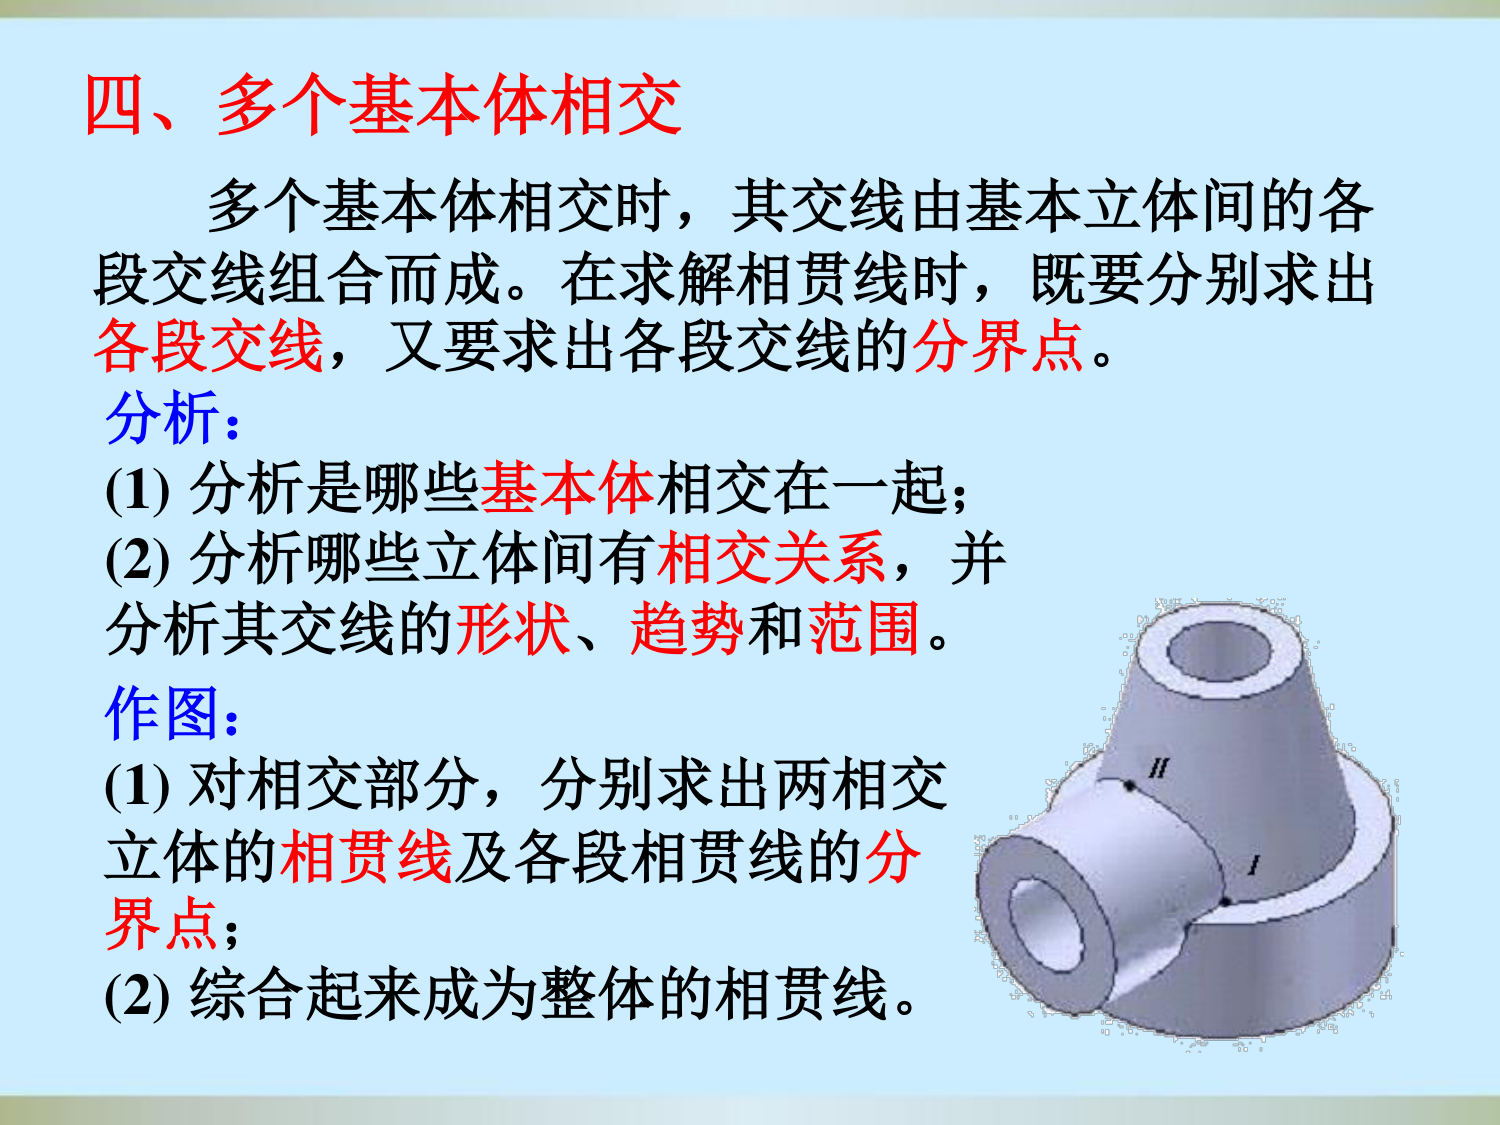 四、多个基本体相交
多个基本体相交时，其交线由基本立体间的各
段交线组合而成。在求解相贯线时，既要分别求出
各段交线，又要求出各段交线的分界点。
分析：
(1) 分析是哪些基本体相交在一起；
(2) 分析哪些立体间有相交关系，并
分析其交线的形状、趋势和范围。
作图：
(1) 对相交部分，分别求出两相交
立体的相贯线及各段相贯线的分
界点；
(2) 综合起来成为整体的相贯线。
II
I